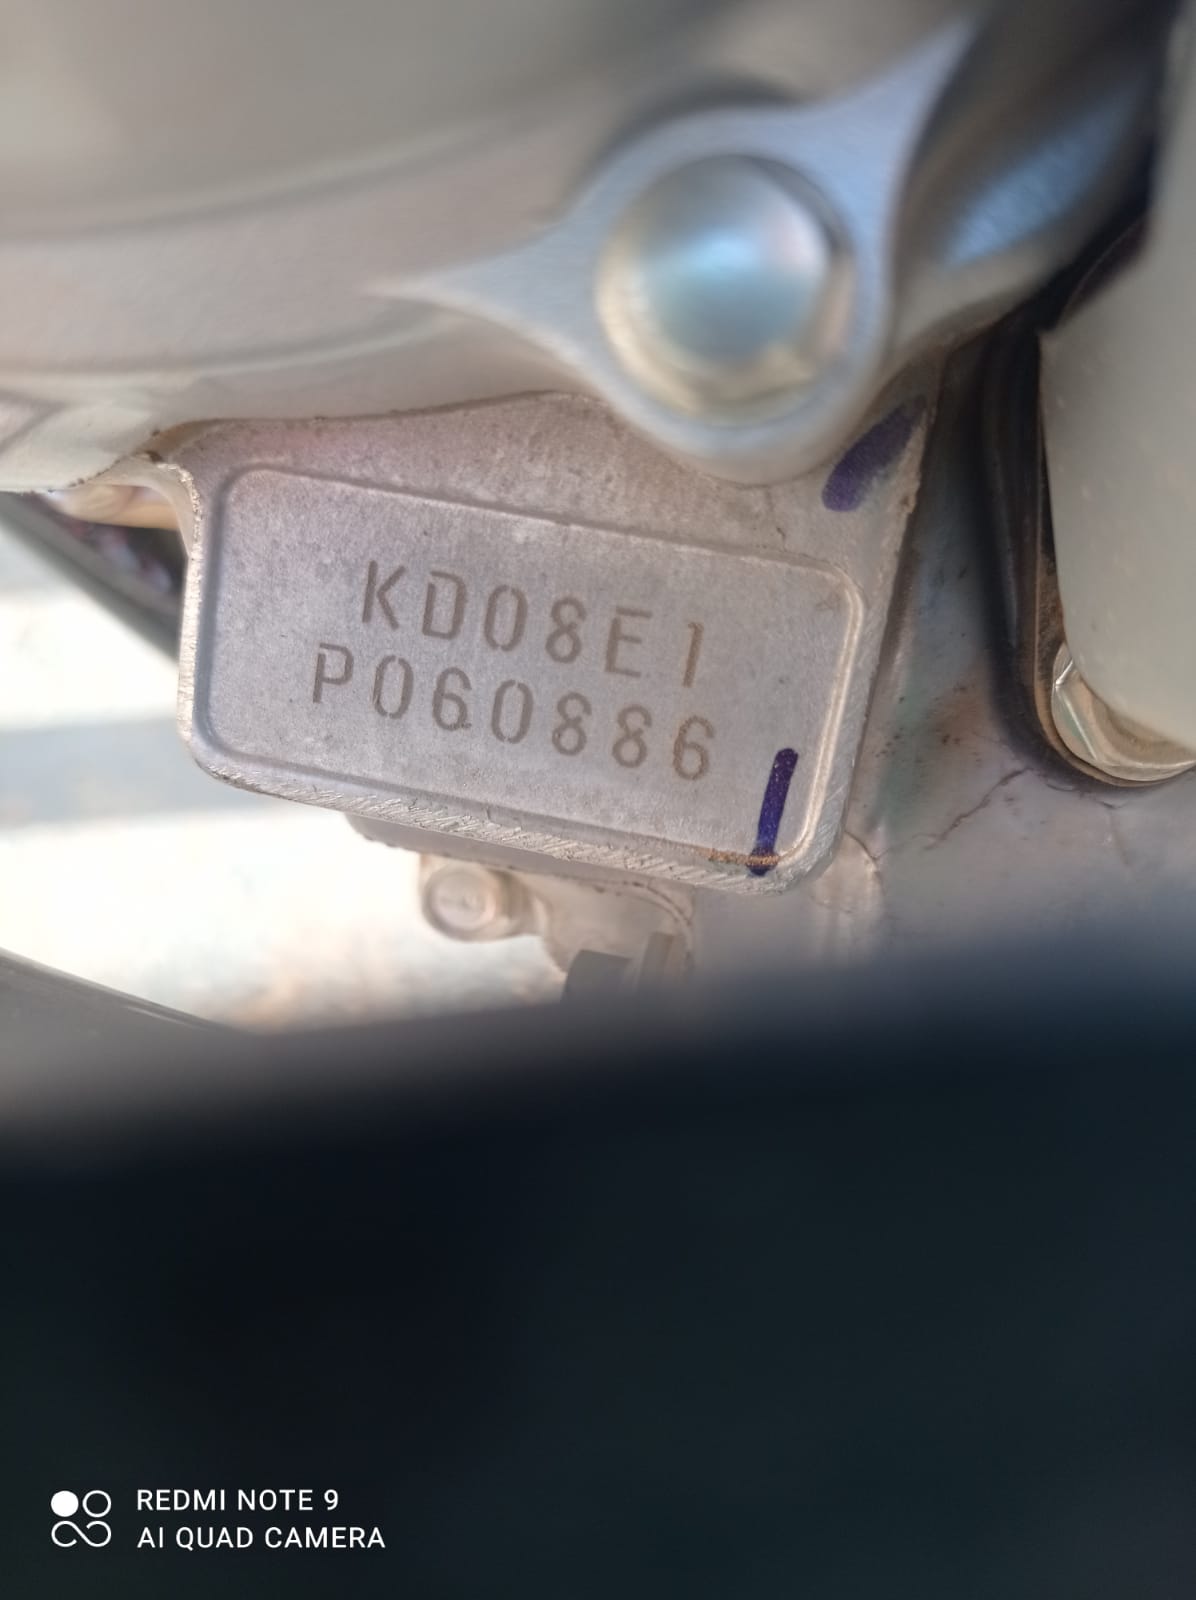 KD08E1
P060886
REDMI NOTE 9
AI QUAD CAMERA